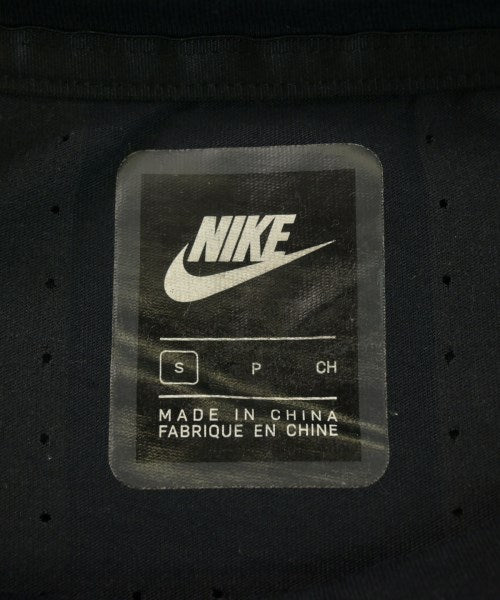 NIKE
S P CH
MADE IN CHINA
FABRIQUE EN CHINE